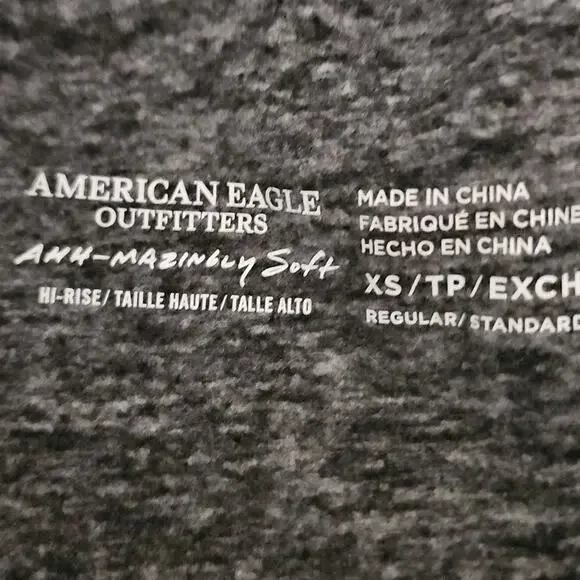 AMERICAN EAGLE
OUTFITTERS
AHH-MAZINGLY Soft
HI-RISE/TAILLE HAUTE/TALLE ALTO
MADE IN CHINA
FABRIQUÉ EN CHINE
HECHO EN CHINA
XS/TP/EXCH
REGULAR/STANDARD